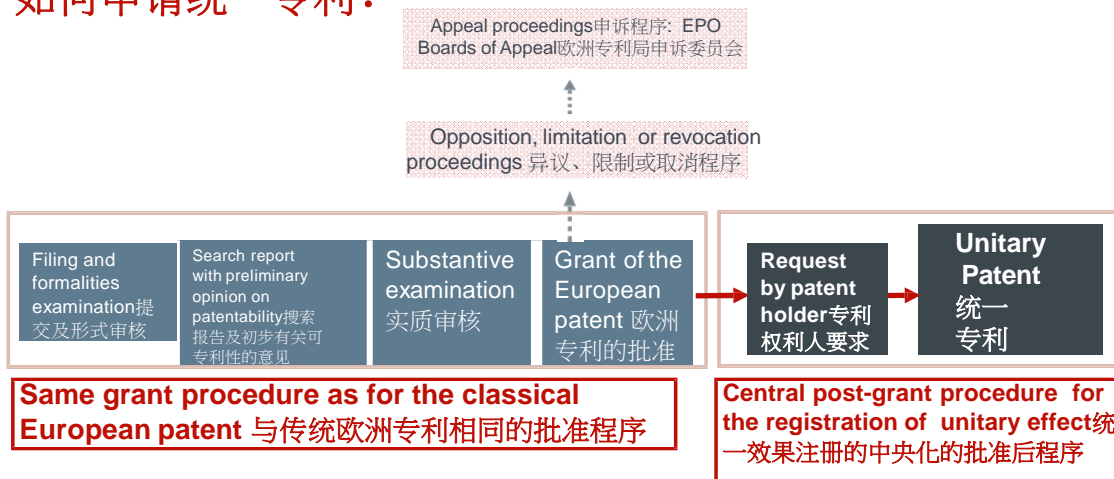 如何申请统一专利?
Appeal proceedings申诉程序: EPO
Boards of Appeal欧洲专利局申诉委员会
Opposition, limitation or revocation
proceedings 异议、限制或取消程序
Filing and
formalities
examination提
交及形式审核
Search report
with preliminary
opinion on
patentability搜索
报告及初步有关可
专利性的意见
Substantive
examination
实质审核
Grant of the
European
patent 欧洲
专利的批准
Request
by patent
holder专利
权利人要求
Unitary
Patent
统一
专利
Same grant procedure as for the classical
European patent 与传统欧洲专利相同的批准程序
Central post-grant procedure for
the registration of unitary effect统
一效果注册的中央化的批准后程序